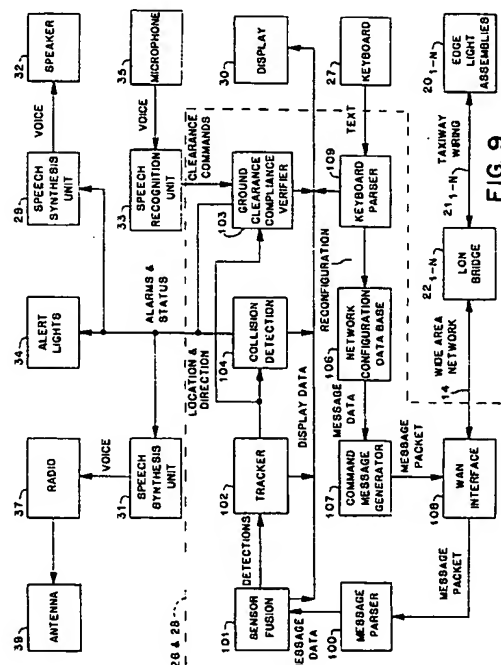 39
ANTENNA
37
RADIO
VOICE
31
SPEECH
SYNTHESIS
UNIT
34
ALERT
LIGHTS
ALARMS &
STATUS
29
SPEECH
SYNTHESIS
UNIT
VOICE
32
SPEAKER
35
MICROPHONE
VOICE
33
SPEECH
RECOGNITION
UNIT
CLEARANCE
COMMANDS
26 & 28
LOCATION &
DIRECTION
101
SENSOR
FUSION
DETECTIONS
102
TRACKER
104
COLLISION
DETECTION
103
GROUND
CLEARANCE
COMPLIANCE
VERIFIER
30
DISPLAY
DISPLAY DATA
MESSAGE
DATA
100
MESSAGE
PARSER
107
COMMAND
MESSAGE
GENERATOR
MESSAGE
DATA
106
NETWORK
CONFIGURATION
DATA BASE
RECONFIGURATION
109
KEYBOARD
PARSER
TEXT
27
KEYBOARD
MESSAGE
PACKET
MESSAGE PACKET
108
WAN
INTERFACE
WIDE AREA
NETWORK
14
22 1-N
LON
BRIDGE
TAXIWAY
WIRING
21 1-N
20 1-N
EDGE
LIGHT
ASSEMBLIES
FIG. 9